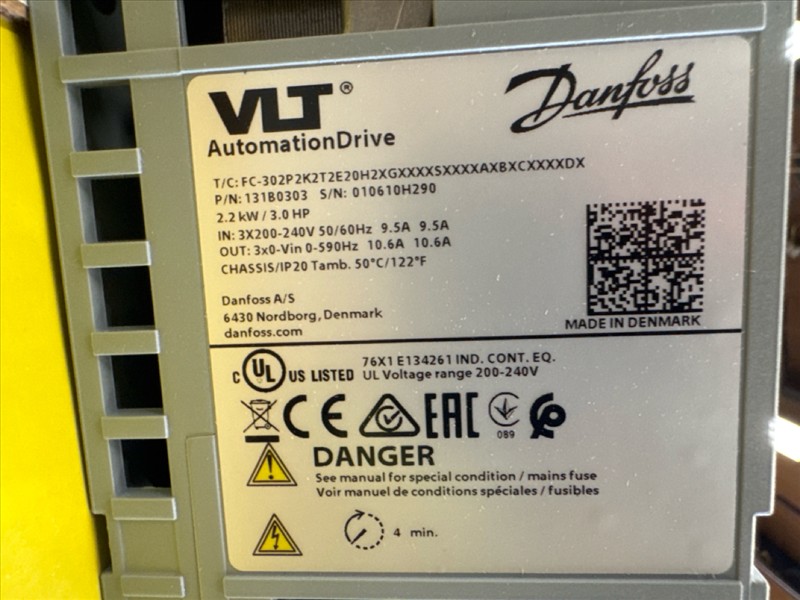 VLT®
Danfoss
AutomationDrive
T/C: FC-302P2K2T2E20H2XGXXXXSXXXXAXBXCXXXXDX
P/N: 131B0303 S/N: 010610H290
2.2 kW / 3.0 HP
IN: 3X200-240V 50/60Hz 9.5A 9.5A
OUT: 3x0-Vin 0-590Hz 10.6A 10.6A
CHASSIS/IP20 Tamb. 50°C/122°F
Danfoss A/S
6430 Nordborg, Denmark
danfoss.com
MADE IN DENMARK
c UL US LISTED 76X1 E134261 IND. CONT. EQ.
UL Voltage range 200-240V
CE EAC
089
DANGER
See manual for special condition / mains fuse
Voir manuel de conditions spéciales / fusibles
4 min.